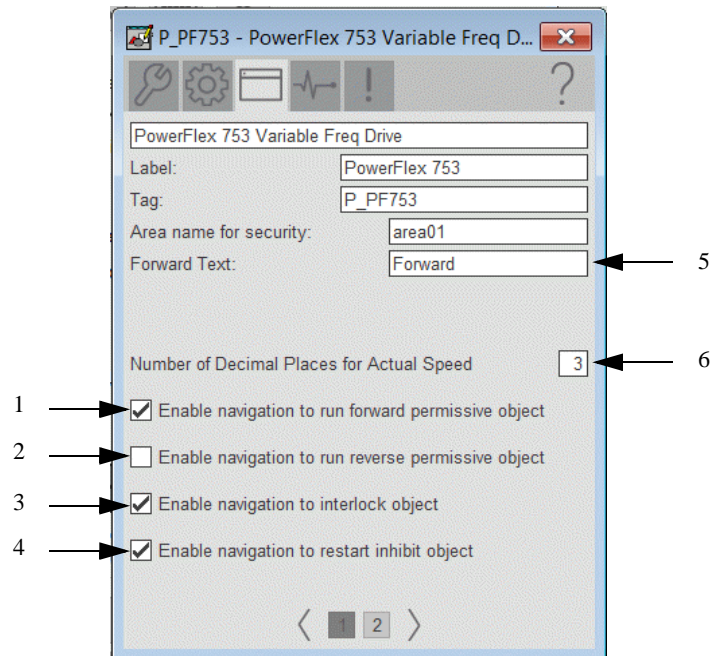 P_PF753 - PowerFlex 753 Variable Freq D...
PowerFlex 753 Variable Freq Drive
Label: PowerFlex 753
Tag: P_PF753
Area name for security: area01
Forward Text: Forward
5
Number of Decimal Places for Actual Speed 3
6
1
Enable navigation to run forward permissive object
2
Enable navigation to run reverse permissive object
3
Enable navigation to interlock object
4
Enable navigation to restart inhibit object
1 2